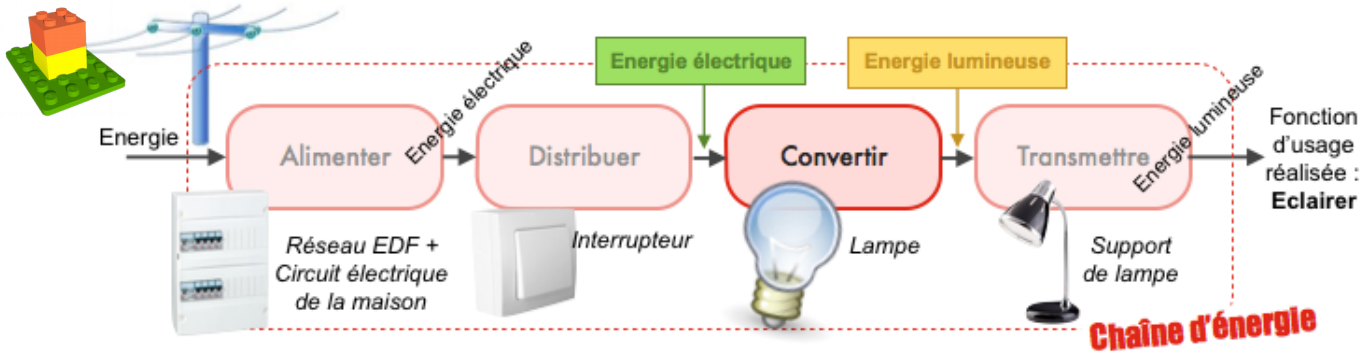 Energie électrique
Energie lumineuse
Energie
Alimenter
Energie électrique
Distribuer
Convertir
Transmettre
Energie lumineuse
Fonction
d'usage
réalisée :
Eclairer
Réseau EDF +
Circuit électrique
de la maison
Interrupteur
Lampe
Support
de lampe
Chaîne d'énergie